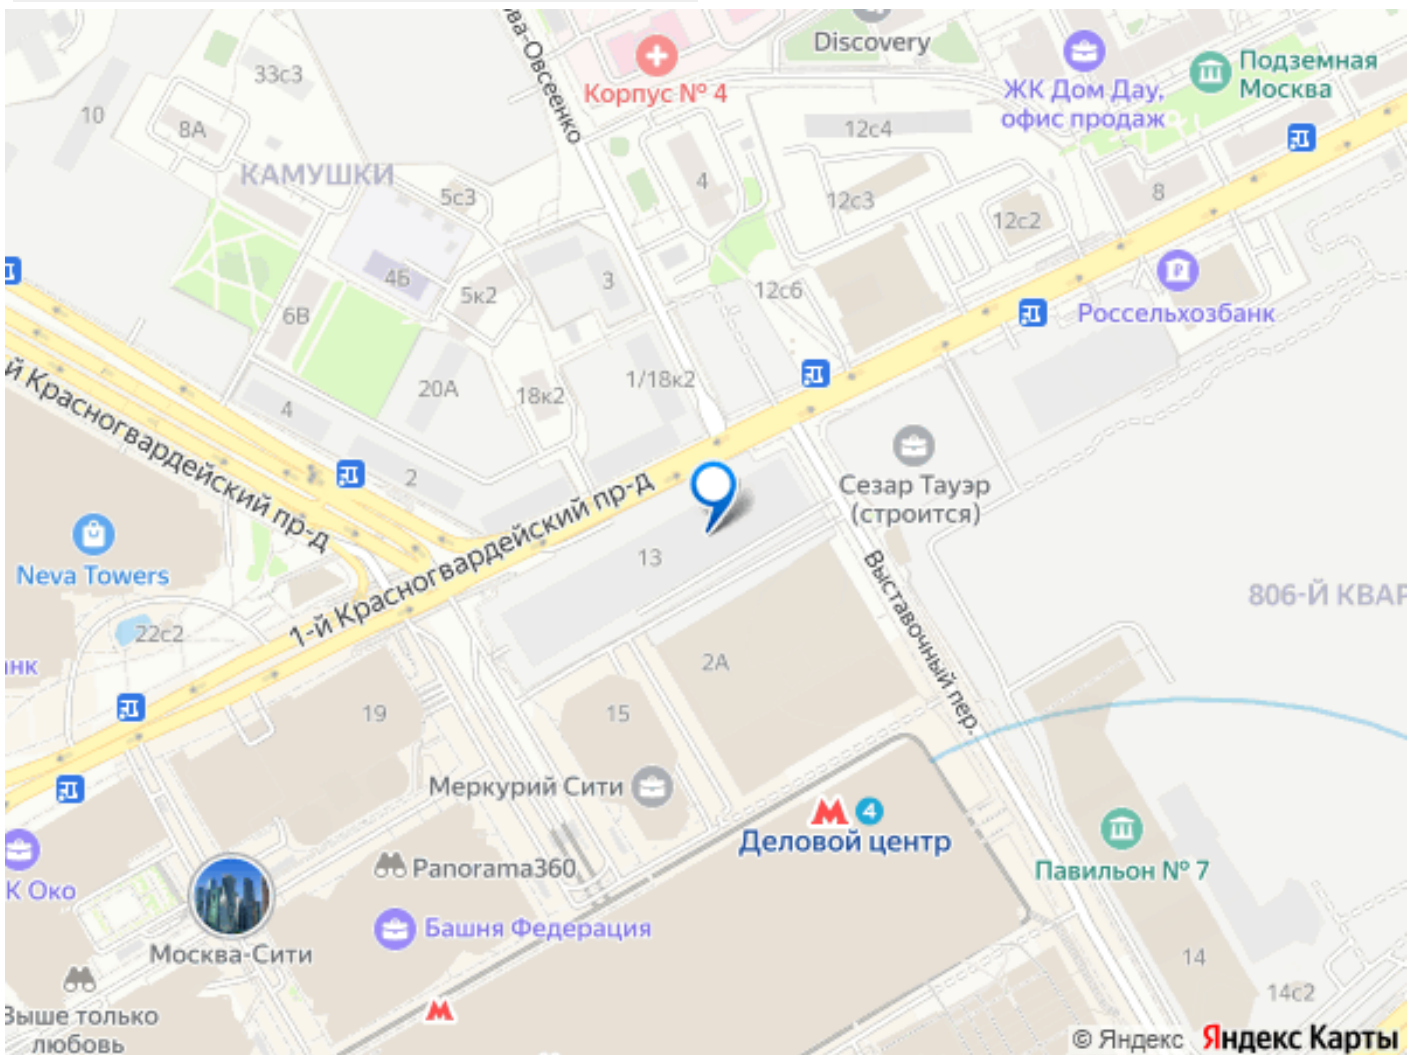 ва-Овсеенко
Корпус № 4
Discovery
ЖК Дом Дау,
офис продаж
Подземная
Москва
33с3
10
8А
КАМУШКИ
5с3
4
12с4
12с3
12с2
8
4Б
5к2
3
12с6
6В
Россельхозбанк
й Красногвардейский пр-д
4
20А
18к2
1/18к2
2
Сезар Тауэр
(строится)
1-й Красногвардейский пр-д
13
Neva Towers
22с2
нк
Выставочный пер.
806-Й КВАР
2А
19
15
Меркурий Сити
4
Деловой центр
Павильон № 7
К Око
Panorama360
Башня Федерация
Москва-Сити
14
14с2
Выше только
любовь
© Яндекс Яндекс Карты